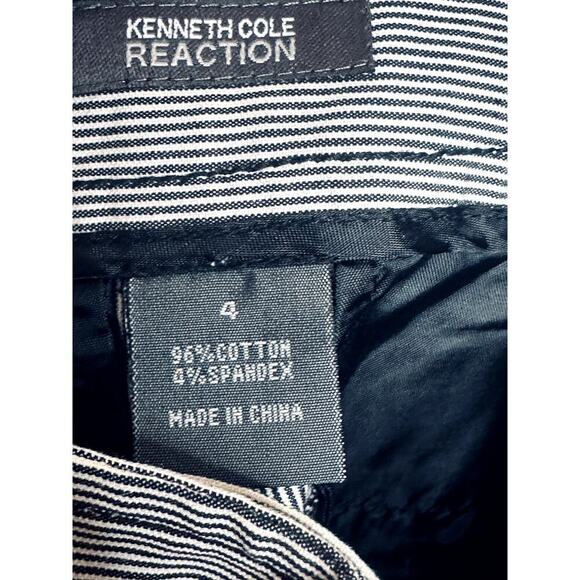 KENNETH COLE
REACTION
4
96%COTTON
4%SPANDEX
MADE IN CHINA